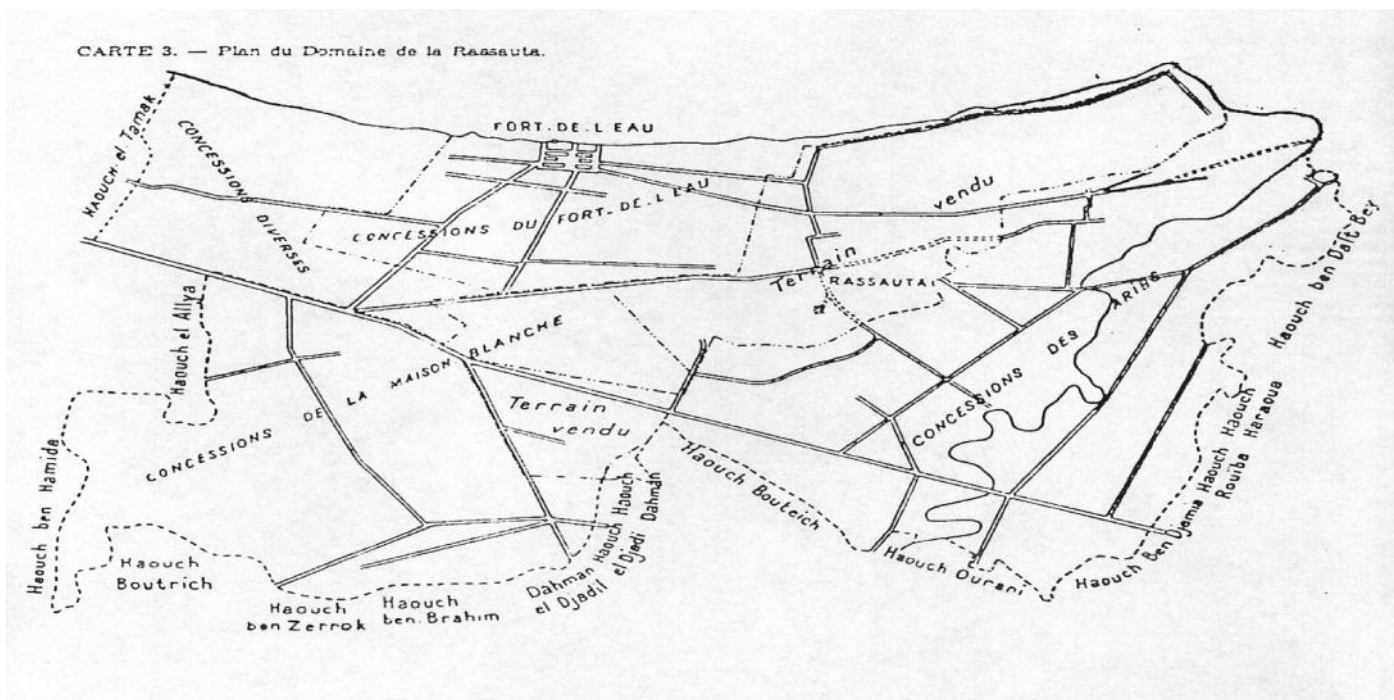 CARTE 3. — Plan du Domaine de la Rassauta.
FORT-DE-L'EAU
Haouch el Tamak
CONCESSIONS DIVERSES
CONCESSIONS DU FORT-DE-L'EAU
Terrain vendu
RASSAUTA
Haouch el Allya
CONCESSIONS DE LA MAISON BLANCHE
Terrain
vendu
CONCESSIONS DES ARIBS
Haouch ben Hamida
Haouch
Boutrich
Haouch
ben Zerrok
Haouch
ben Brahim
Dahman Haouch Haouch
el Djadil el Djadi Dahman
Haouch Bouteich
Haouch Ourani
Haouch Ben Djemia Haouch Haouch
Rouïba Haraoua
Haouch ben Dali Bey